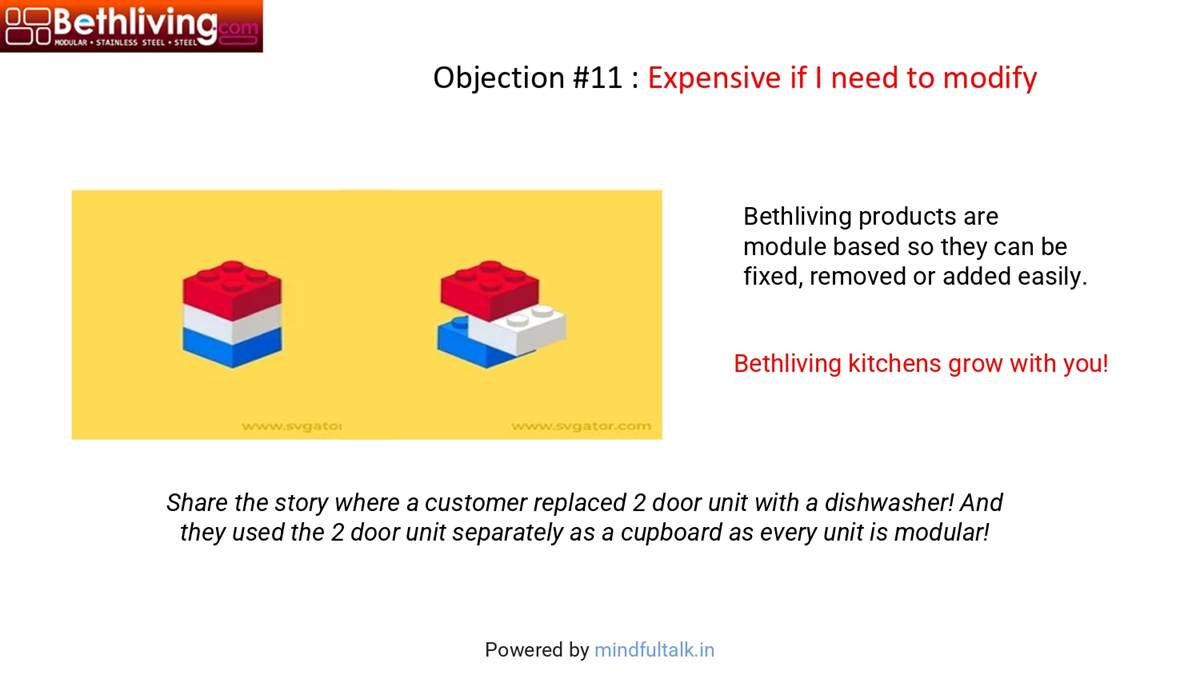 Bethliving.com
MODULAR • STAINLESS STEEL • STEEL
Objection #11 : Expensive if I need to modify
Bethliving products are
module based so they can be
fixed, removed or added easily.
Bethliving kitchens grow with you!
www.svgato
www.svgator.com
Share the story where a customer replaced 2 door unit with a dishwasher! And
they used the 2 door unit separately as a cupboard as every unit is modular!
Powered by mindfultalk.in